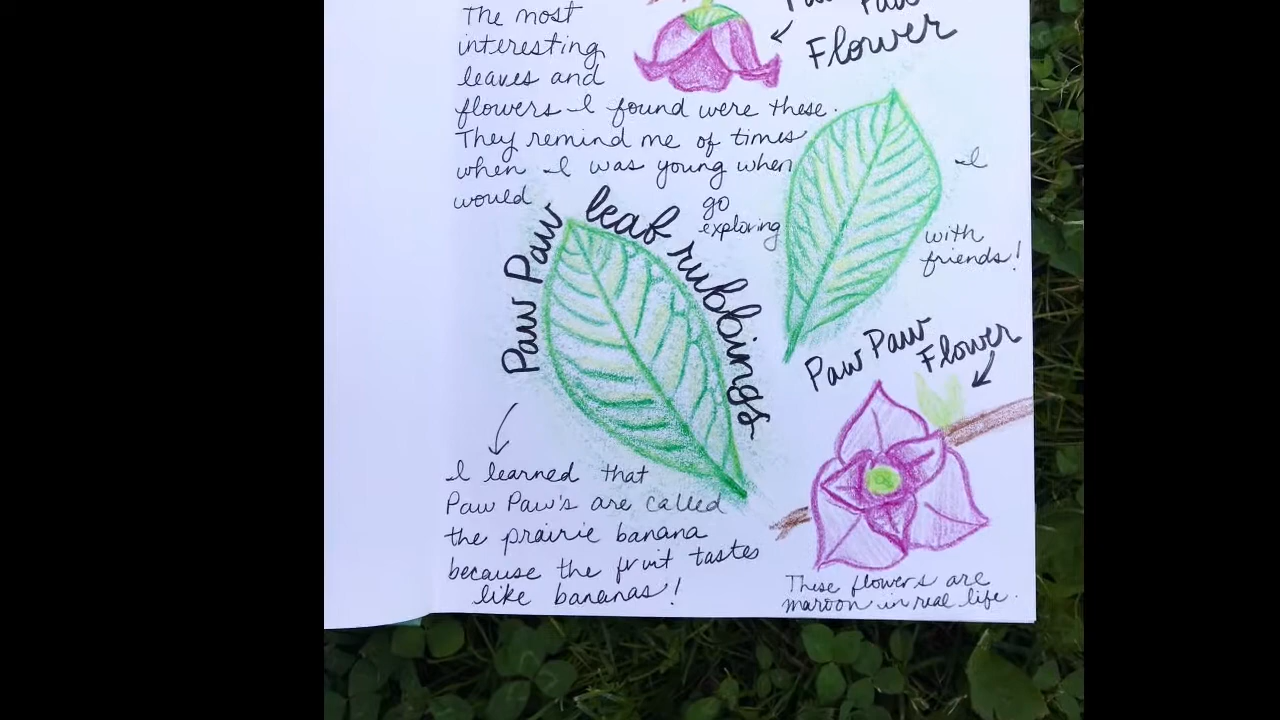 The most
interesting
leaves and
flowers I found were these.
They remind me of times
when I was young when I
would go
exploring
with
friends!
Paw Paw
Flower
Paw Paw leaf rubbings
I learned that
Paw Paw's are called
the prairie banana
because the fruit tastes
like bananas!
Paw Paw
Flower
These flowers are
maroon in real life.